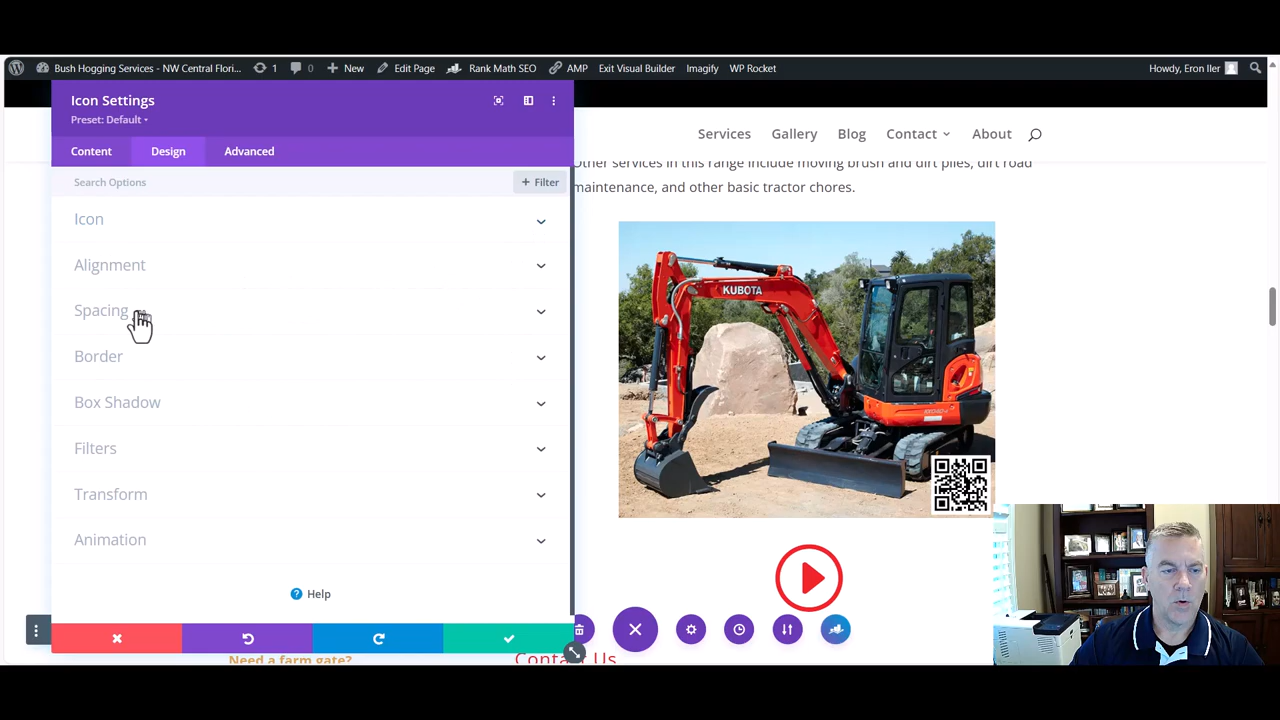 Bush Hogging Services - NW Central Flori... 1 0 New Edit Page Rank Math SEO AMP Exit Visual Builder Imagify WP Rocket Howdy, Eron Iler
Icon Settings
Preset: Default
Content Design Advanced
Search Options
+ Filter
Icon
Alignment
Spacing
Border
Box Shadow
Filters
Transform
Animation
Help
Services Gallery Blog Contact About
Other services in this range include moving brush and dirt piles, dirt road
maintenance, and other basic tractor chores.
KUBOTA
Need a farm gate?
Contact Us